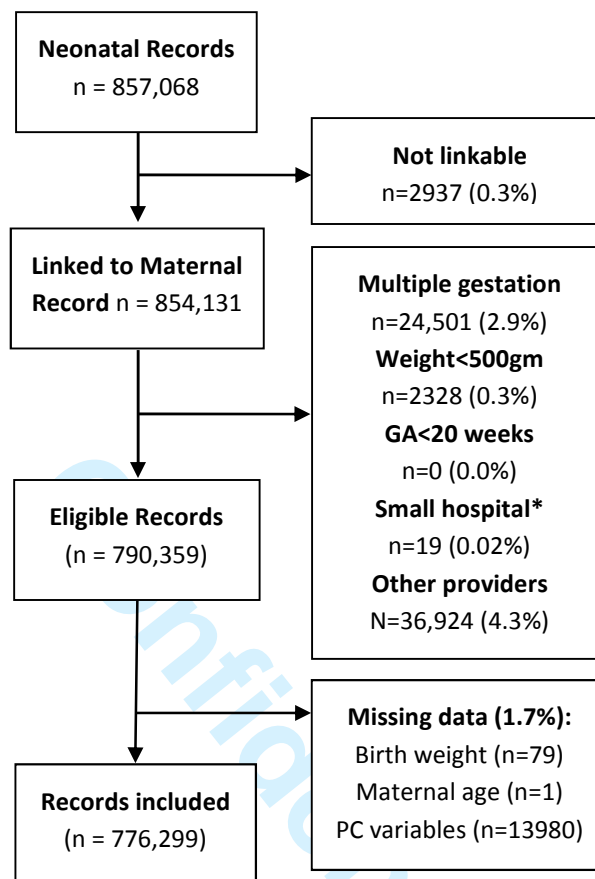 Neonatal Records
n = 857,068
Not linkable
n=2937 (0.3%)
Linked to Maternal
Record n = 854,131
Multiple gestation
n=24,501 (2.9%)
Weight<500gm
n=2328 (0.3%)
GA<20 weeks
n=0 (0.0%)
Small hospital*
n=19 (0.02%)
Other providers
N=36,924 (4.3%)
Eligible Records
(n = 790,359)
Missing data (1.7%):
Birth weight (n=79)
Maternal age (n=1)
PC variables (n=13980)
Records included
(n = 776,299)